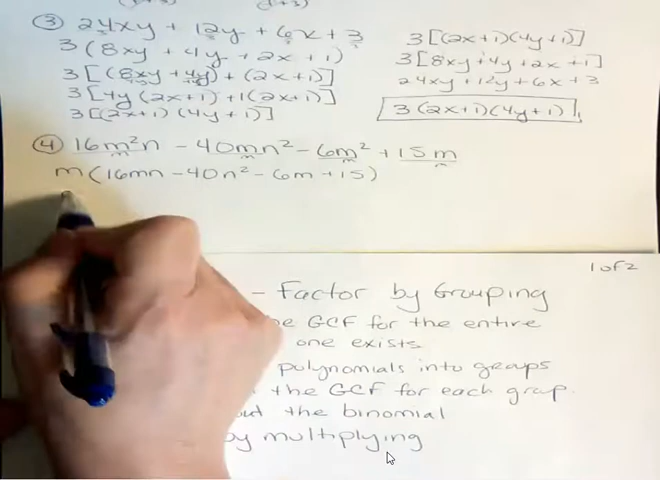 ③ 24xy + 12y + 6x + 3
3(8xy + 4y + 2x + 1)
3[(8xy + 4y) + (2x+1)]
3[4y(2x+1) + 1(2x+1)]
3[(2x+1)(4y+1)]
3[(2x+1)(4y+1)]
3[8xy+4y+2x+1]
24xy+12y+6x+3
3(2x+1)(4y+1)
④ 16m²n - 40mn² - 6m² + 15m
m(16mn - 40n² - 6m + 15)
1 of 2
- Factor by Grouping
GCF for the entire
one exists
polynomials into groups
the GCF for each group.
the binomial
by multiplying